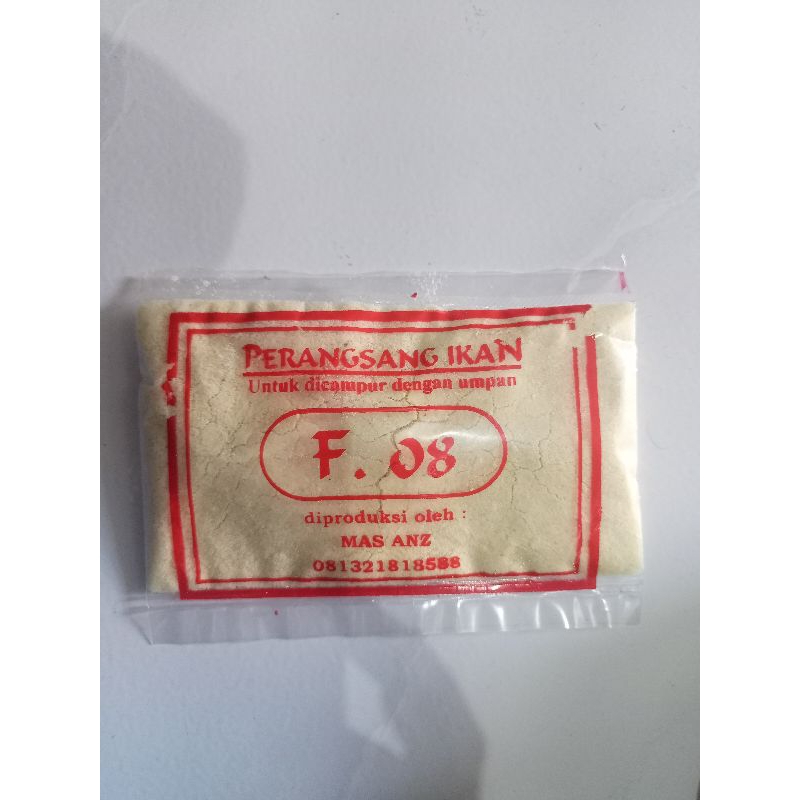 PERANGSANG IKAN
Untuk dicampur dengan umpan
F. 08
diproduksi oleh :
MAS ANZ
081321818588